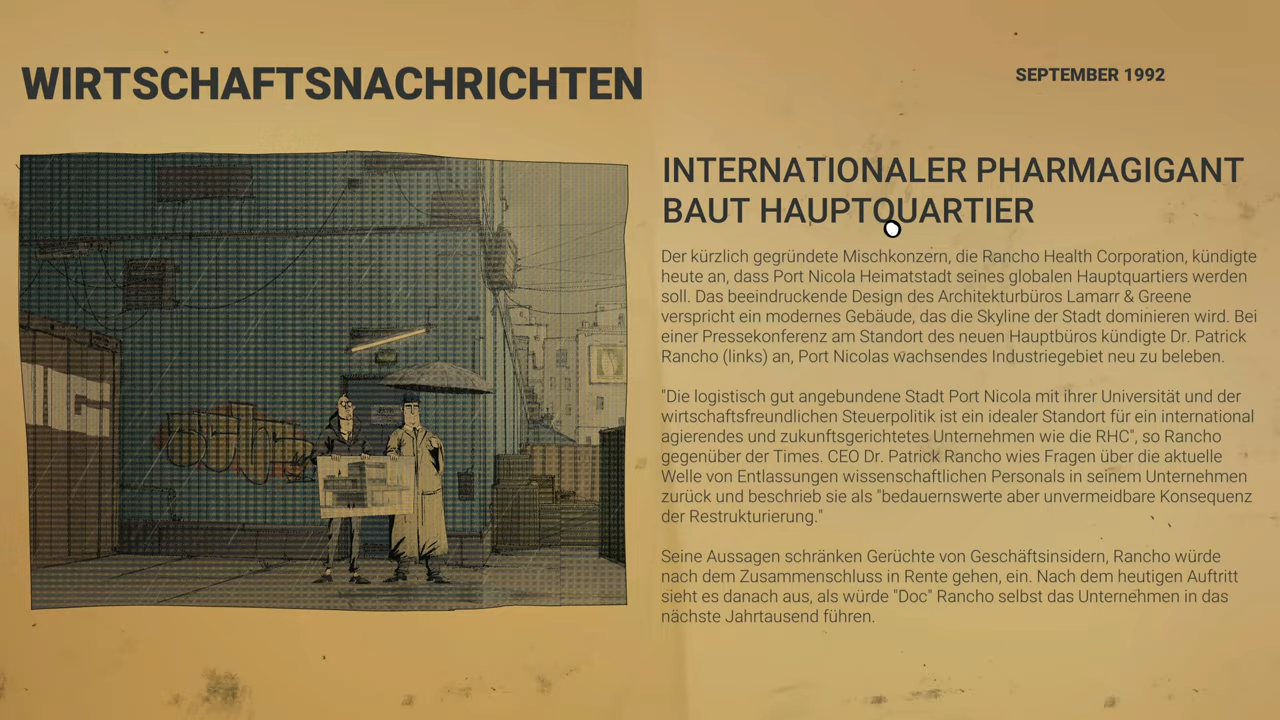 WIRTSCHAFTSNACHRICHTEN
SEPTEMBER 1992
INTERNATIONALER PHARMAGIGANT
BAUT HAUPTQUARTIER
Der kürzlich gegründete Mischkonzern, die Rancho Health Corporation, kündigte
heute an, dass Port Nicola Heimatstadt seines globalen Hauptquartiers werden
soll. Das beeindruckende Design des Architekturbüros Lamarr & Greene
verspricht ein modernes Gebäude, das die Skyline der Stadt dominieren wird. Bei
einer Pressekonferenz am Standort des neuen Hauptbüros kündigte Dr. Patrick
Rancho (links) an, Port Nicolas wachsendes Industriegebiet neu zu beleben.
"Die logistisch gut angebundene Stadt Port Nicola mit ihrer Universität und der
wirtschaftsfreundlichen Steuerpolitik ist ein idealer Standort für ein international
agierendes und zukunftsgerichtetes Unternehmen wie die RHC", so Rancho
gegenüber der Times. CEO Dr. Patrick Rancho wies Fragen über die aktuelle
Welle von Entlassungen wissenschaftlichen Personals in seinem Unternehmen
zurück und beschrieb sie als "bedauernswerte aber unvermeidbare Konsequenz
der Restrukturierung."
Seine Aussagen schränken Gerüchte von Geschäftsinsidern, Rancho würde
nach dem Zusammenschluss in Rente gehen, ein. Nach dem heutigen Auftritt
sieht es danach aus, als würde "Doc" Rancho selbst das Unternehmen in das
nächste Jahrtausend führen.